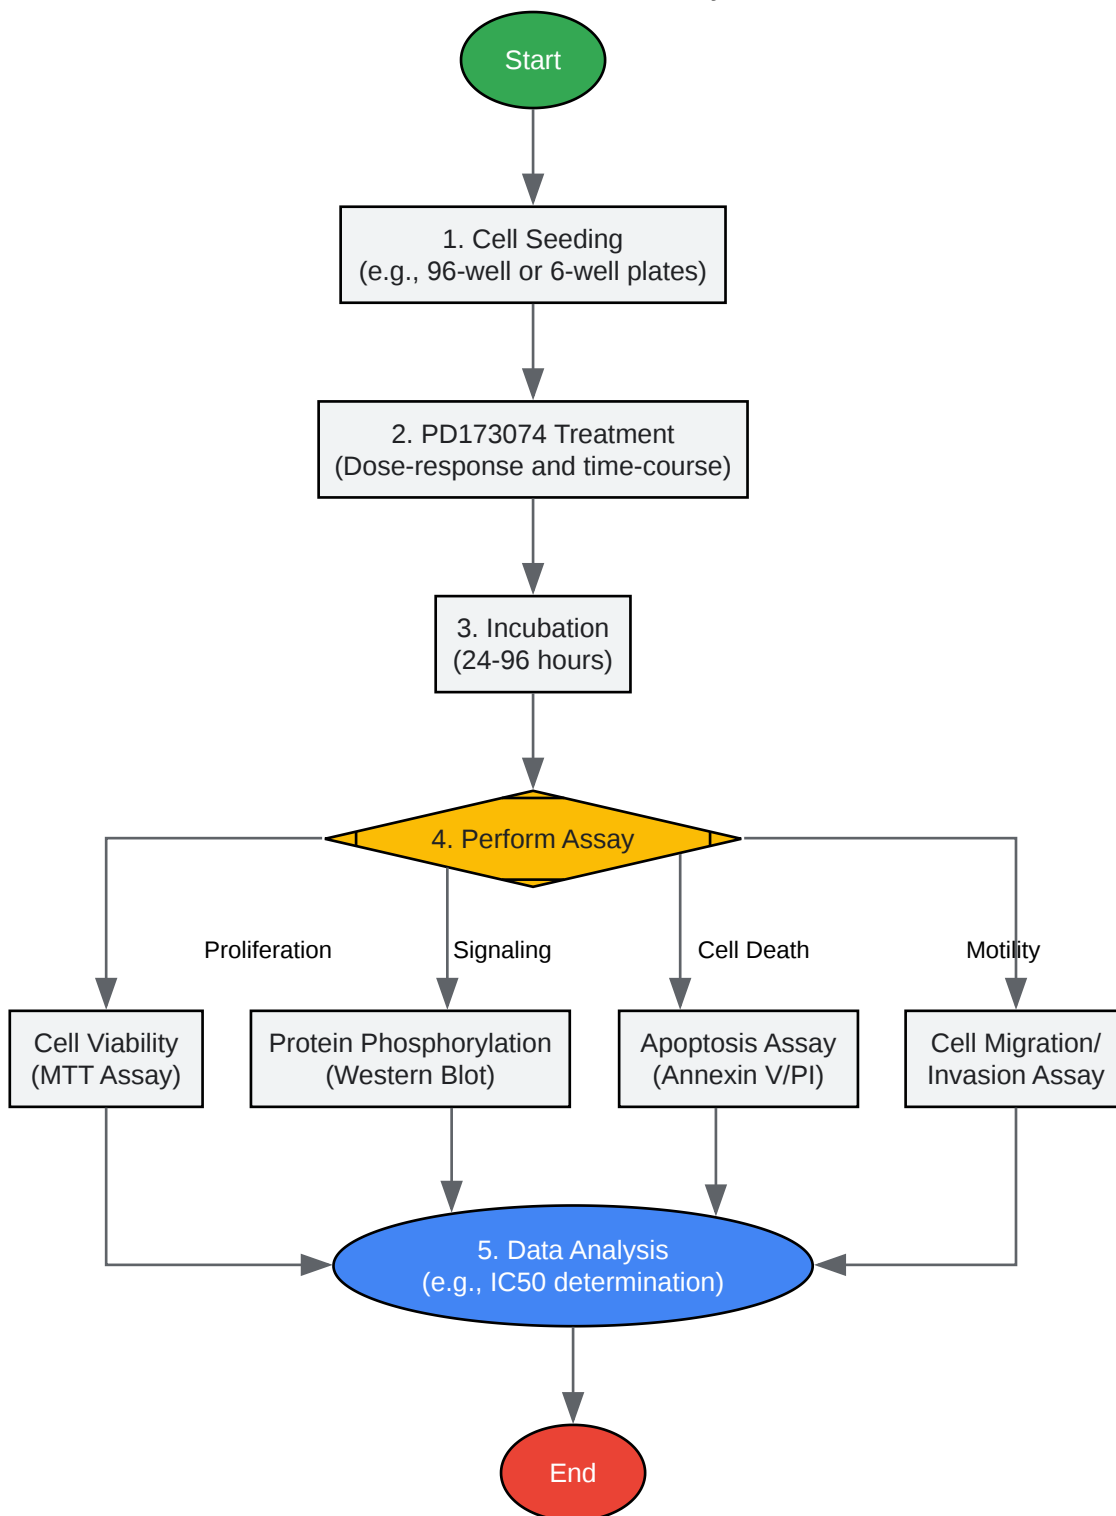 Start
1. Cell Seeding
(e.g., 96-well or 6-well plates)
2. PD173074 Treatment
(Dose-response and time-course)
3. Incubation
(24-96 hours)
4. Perform Assay
Proliferation
Signaling
Cell Death
Motility
Cell Viability
(MTT Assay)
Protein Phosphorylation
(Western Blot)
Apoptosis Assay
(Annexin V/PI)
Cell Migration/
Invasion Assay
5. Data Analysis
(e.g., IC50 determination)
End